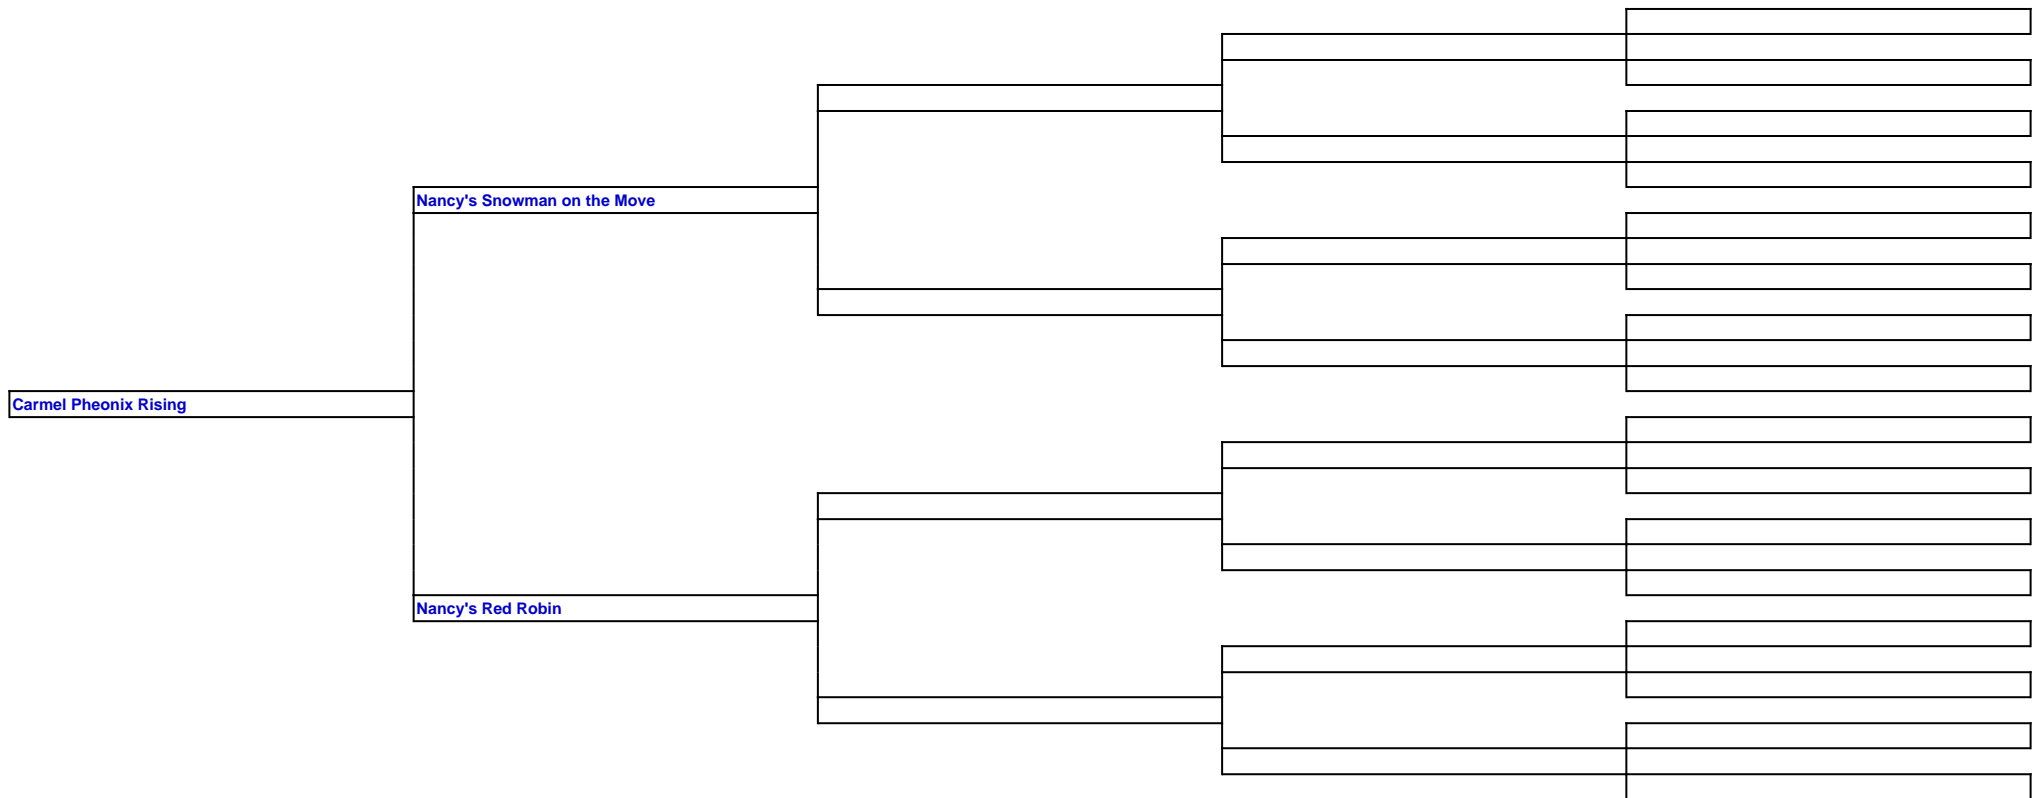 Nancy's Snowman on the Move
Carmel Pheonix Rising
Nancy's Red Robin